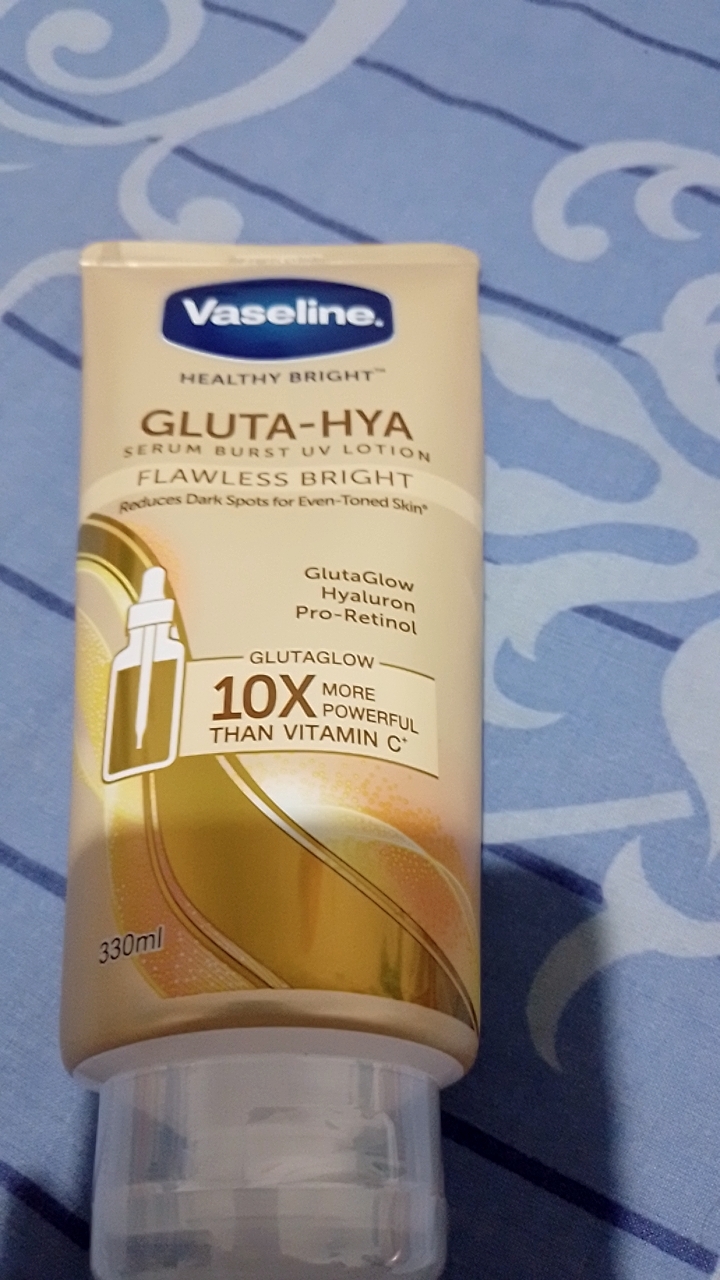 Vaseline.
HEALTHY BRIGHT™
GLUTA-HYA
SERUM BURST UV LOTION
FLAWLESS BRIGHT
Reduces Dark Spots for Even-Toned Skin*
GlutaGlow
Hyaluron
Pro-Retinol
GLUTAGLOW
10X MORE POWERFUL
THAN VITAMIN C*
330ml